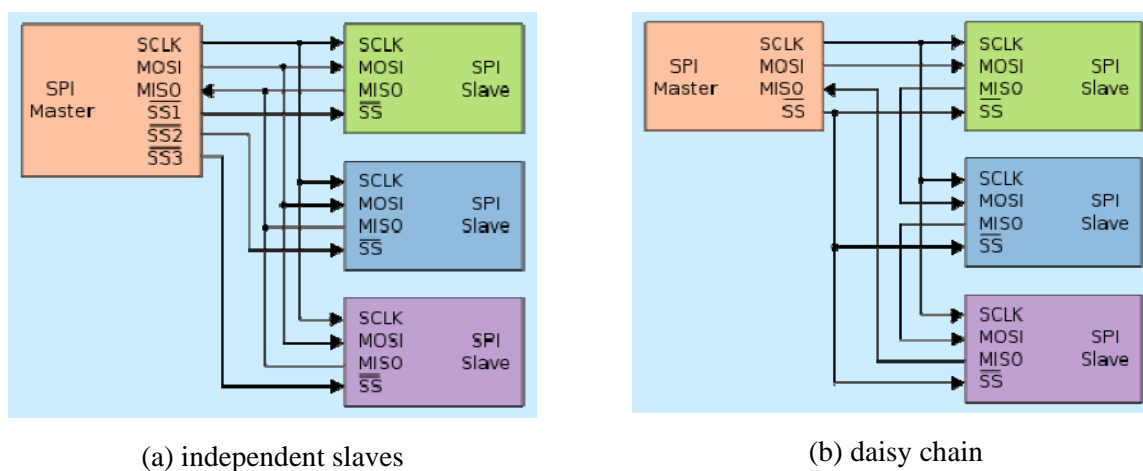 SPI
Master
SCLK
MOSI
MISO
SS1
SS2
SS3
SCLK
MOSI
MISO
SS
SPI
Slave
SCLK
MOSI
MISO
SS
SPI
Slave
SCLK
MOSI
MISO
SS
SPI
Slave
(a) independent slaves
SPI
Master
SCLK
MOSI
MISO
SS
SCLK
MOSI
MISO
SS
SPI
Slave
SCLK
MOSI
MISO
SS
SPI
Slave
SCLK
MOSI
MISO
SS
SPI
Slave
(b) daisy chain